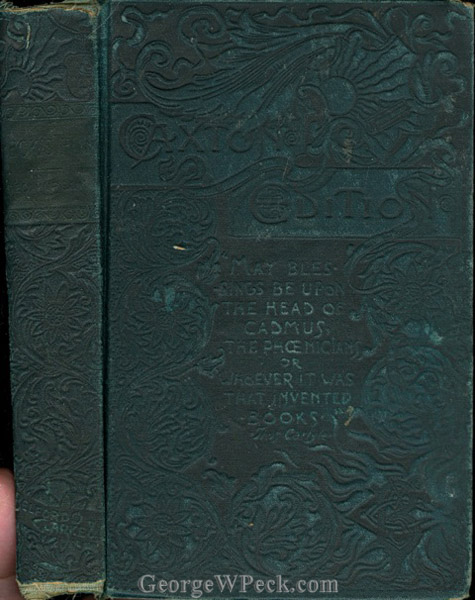 CAXTON
EDITION
"MAY BLES-
SINGS BE UPON
THE HEAD OF
CADMUS,
THE PHŒNICIANS
OR
WHOEVER IT WAS
THAT INVENTED
BOOKS"
GeorgeWPeck.com